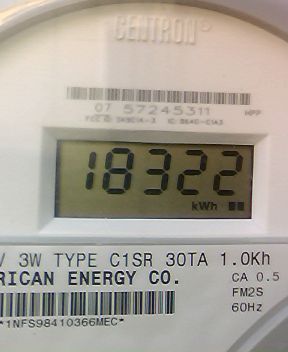 CENTRON®
07 57245311 MPP
18322
kWh
V 3W TYPE C1SR 30TA 1.0Kh
RICAN ENERGY CO. CA 0.5
FM2S
60Hz
*1NFS98410366MEC*